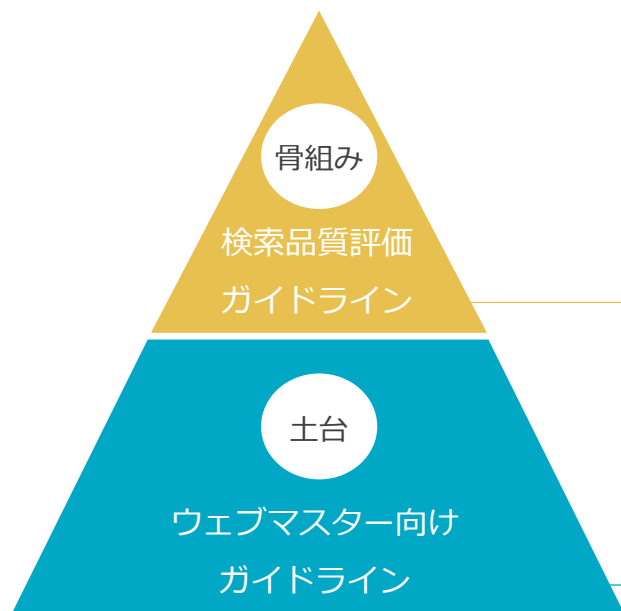 骨組み
検索品質評価
ガイドライン
土台
ウェブマスター向け
ガイドライン